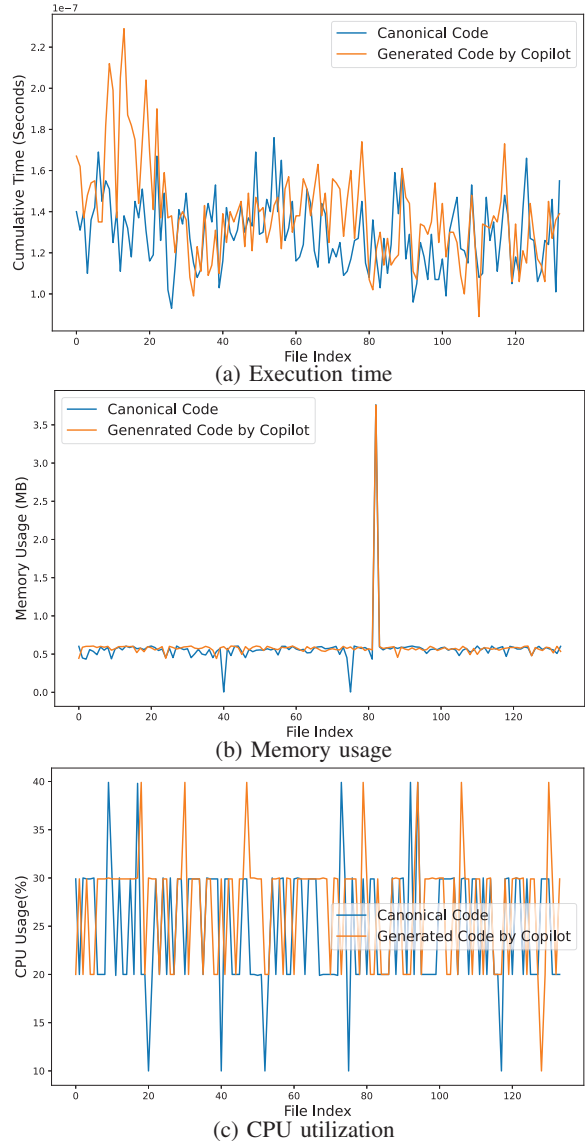 1e−7
Canonical Code
Generated Code by Copilot
2.2
2.0
1.8
1.6
1.4
1.2
1.0
Cumulative Time (Seconds)
0 20 40 60 80 100 120
File Index
(a) Execution time
Canonical Code
Genenrated Code by Copilot
3.5
3.0
2.5
2.0
1.5
1.0
0.5
0.0
Memory Usage (MB)
0 20 40 60 80 100 120
File Index
(b) Memory usage
40
35
30
25
20
15
10
CPU Usage(%)
Canonical Code
Generated Code by Copilot
0 20 40 60 80 100 120
File Index
(c) CPU utilization